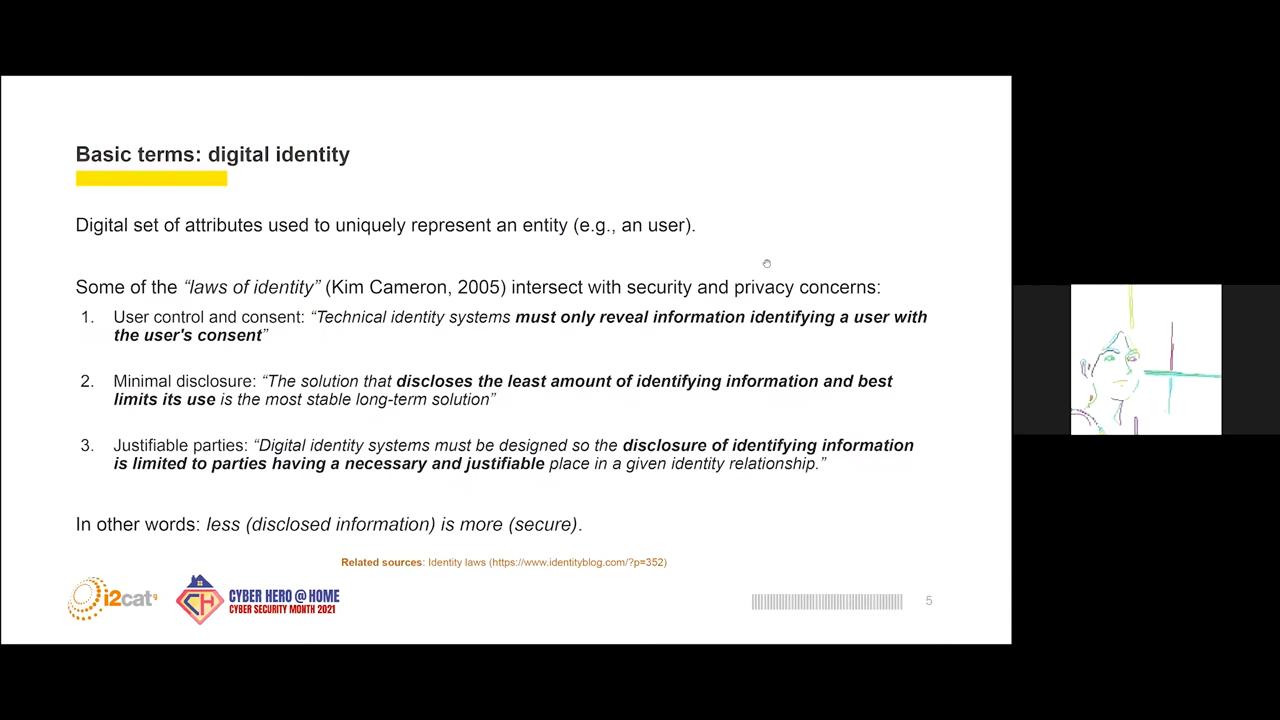 Basic terms: digital identity
Digital set of attributes used to uniquely represent an entity (e.g., an user).
Some of the “laws of identity” (Kim Cameron, 2005) intersect with security and privacy concerns:
1. User control and consent: “Technical identity systems must only reveal information identifying a user with
the user's consent”
2. Minimal disclosure: “The solution that discloses the least amount of identifying information and best
limits its use is the most stable long-term solution”
3. Justifiable parties: “Digital identity systems must be designed so the disclosure of identifying information
is limited to parties having a necessary and justifiable place in a given identity relationship.”
In other words: less (disclosed information) is more (secure).
Related sources: Identity laws (https://www.identityblog.com/?p=352)
i2cat
CH
CYBER HERO @ HOME
CYBER SECURITY MONTH 2021
5